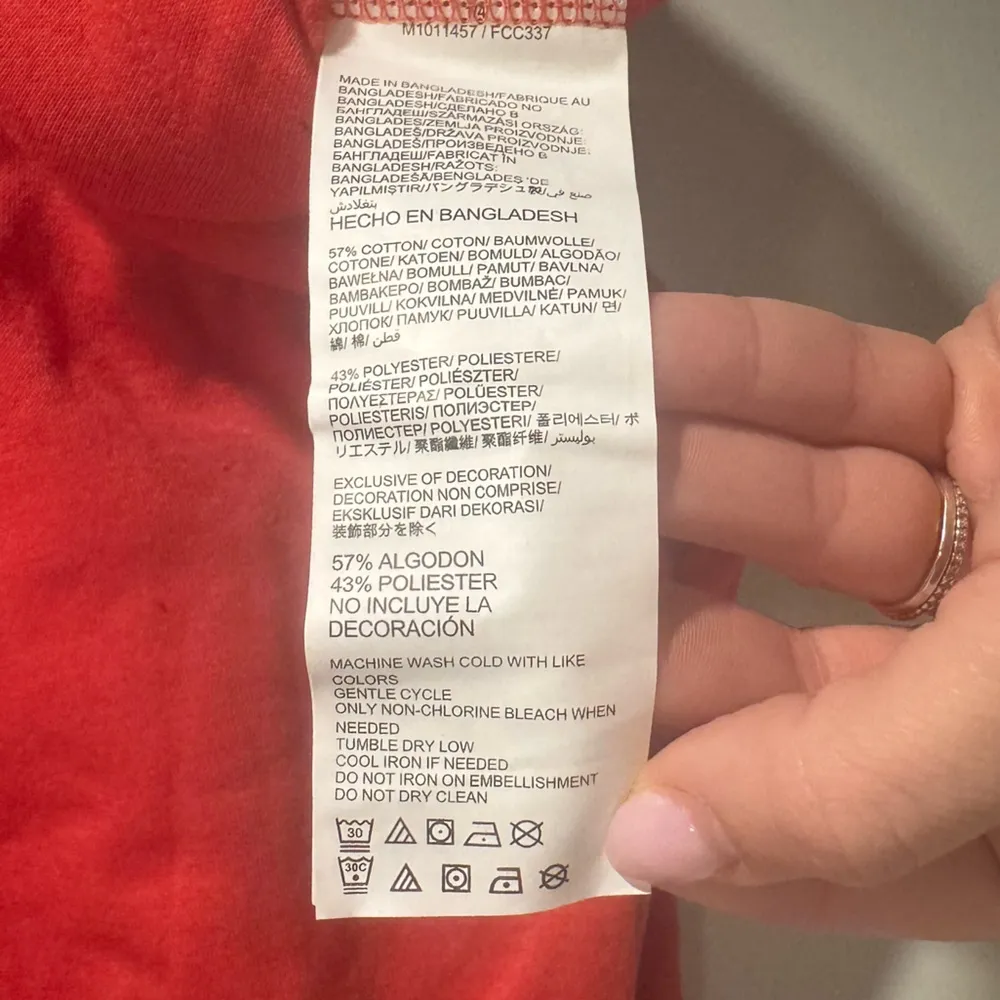 M1011457 / FCC337
MADE IN BANGLADESH/FABRIQUE AU
BANGLADESH/FABRICADO NO
BANGLADESH/СДЕЛАНО В
БАНГЛАДЕШ/SZÁRMAZÁSI ORSZÁG:
BANGLADES/ZEMLJA PROIZVODNJE:
BANGLADEŠ/DRŽAVA PROIZVODNJE:
BANGLADEŠ/ПРОИЗВЕДЕНО В
БАНГЛАДЕШ/FABRICAT ÎN
BANGLADESH/RAŽOTS:
BANGLADEŠA/BENGLADEŞ 'DE
YAPILMIŞTIR/バングラデシュ製/صنع في
بنغلادش
HECHO EN BANGLADESH
57% COTTON/ COTON/ BAUMWOLLE/
COTONE/ KATOEN/ BOMULD/ ALGODÃO/
BAWEŁNA/ BOMULL/ PAMUT/ BAVLNA/
ΒΑΜΒΑΚΕΡΟ/ BOMBAŽ/ BUMBAC/
PUUVILL/ KOKVILNA/ MEDVILNĖ/ PAMUK/
ХЛОПОК/ ПАМУК/ PUUVILLA/ KATUN/ 면/
綿/ 棉/ قطن
43% POLYESTER/ POLIESTERE/
POLIÉSTER/ POLIÉSZTER/
ΠΟΛΥΕΣΤΕΡΑΣ/ POLÜESTER/
POLIESTERIS/ ПОЛИЭСТЕР/
ПОЛИЕСТЕР/ POLYESTERI/ 폴리에스터/ ポ
リエステル/ 聚酯纖維/ 聚酯纤维/ بوليستر
EXCLUSIVE OF DECORATION/
DECORATION NON COMPRISE/
EKSKLUSIF DARI DEKORASI/
装飾部分を除く
57% ALGODON
43% POLIESTER
NO INCLUYE LA
DECORACIÓN
MACHINE WASH COLD WITH LIKE
COLORS
GENTLE CYCLE
ONLY NON-CHLORINE BLEACH WHEN
NEEDED
TUMBLE DRY LOW
COOL IRON IF NEEDED
DO NOT IRON ON EMBELLISHMENT
DO NOT DRY CLEAN
30
30C